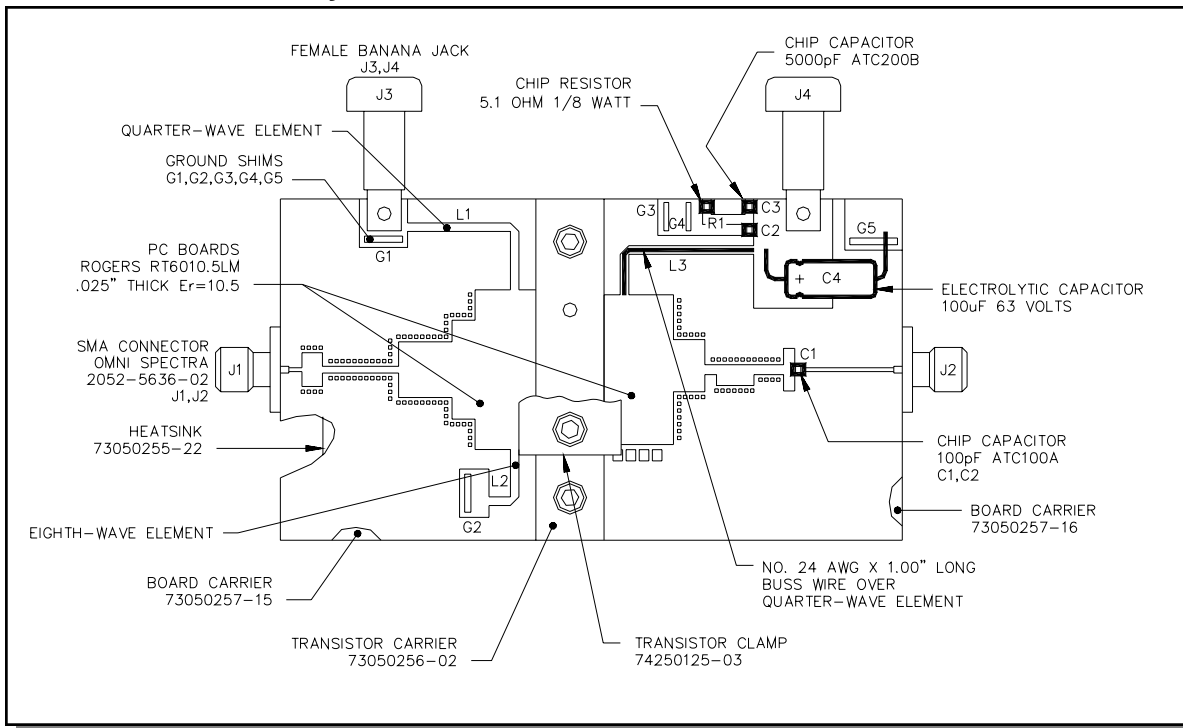 FEMALE BANANA JACK
J3,J4
J3
QUARTER-WAVE ELEMENT
GROUND SHIMS
G1,G2,G3,G4,G5
CHIP RESISTOR
5.1 OHM 1/8 WATT
CHIP CAPACITOR
5000pF ATC200B
J4
L1
G1
G3
G4
R1
C3
C2
G5
L3
+
C4
PC BOARDS
ROGERS RT6010.5LM
.025" THICK Er=10.5
ELECTROLYTIC CAPACITOR
100uF 63 VOLTS
SMA CONNECTOR
OMNI SPECTRA
2052-5636-02
J1,J2
J1
C1
J2
HEATSINK
73050255-22
CHIP CAPACITOR
100pF ATC100A
C1,C2
L2
G2
EIGHTH-WAVE ELEMENT
BOARD CARRIER
73050257-16
BOARD CARRIER
73050257-15
NO. 24 AWG X 1.00" LONG
BUSS WIRE OVER
QUARTER-WAVE ELEMENT
TRANSISTOR CARRIER
73050256-02
TRANSISTOR CLAMP
74250125-03